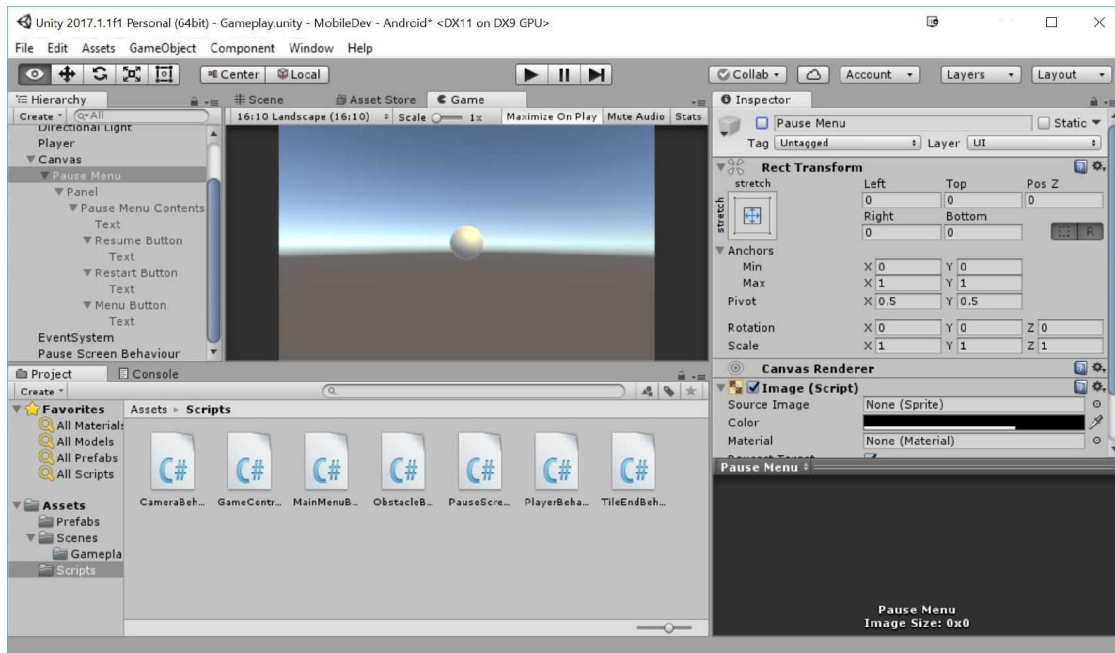 Unity 2017.1.1f1 Personal (64bit) - Gameplay.unity - MobileDev - Android* <DX11 on DX9 GPU>
File Edit Assets GameObject Component Window Help
Center Local Collab Account Layers Layout
Hierarchy
Create All
Directional Light
Player
Canvas
Pause Menu
Panel
Pause Menu Contents
Text
Resume Button
Text
Restart Button
Text
Menu Button
Text
EventSystem
Pause Screen Behaviour
Scene Asset Store Game
16:10 Landscape (16:10) Scale 1x Maximize On Play Mute Audio Stats
Inspector
Pause Menu Static
Tag Untagged Layer UI
Rect Transform
stretch Left Top Pos Z
stretch
0 0 0
Right Bottom
0 0 R
Anchors
Min X 0 Y 0
Max X 1 Y 1
Pivot X 0.5 Y 0.5
Rotation X 0 Y 0 Z 0
Scale X 1 Y 1 Z 1
Canvas Renderer
Image (Script)
Source Image None (Sprite)
Color
Material None (Material)
Pause Menu
Pause Menu
Image Size: 0x0
Project Console
Create
Favorites
All Materials
All Models
All Prefabs
All Scripts
Assets
Prefabs
Scenes
Gamepla
Scripts
Assets Scripts
C# C# C# C# C# C# C#
CameraBeh... GameContr... MainMenuB... ObstacleB... PauseScre... PlayerBeha... TileEndBeh...